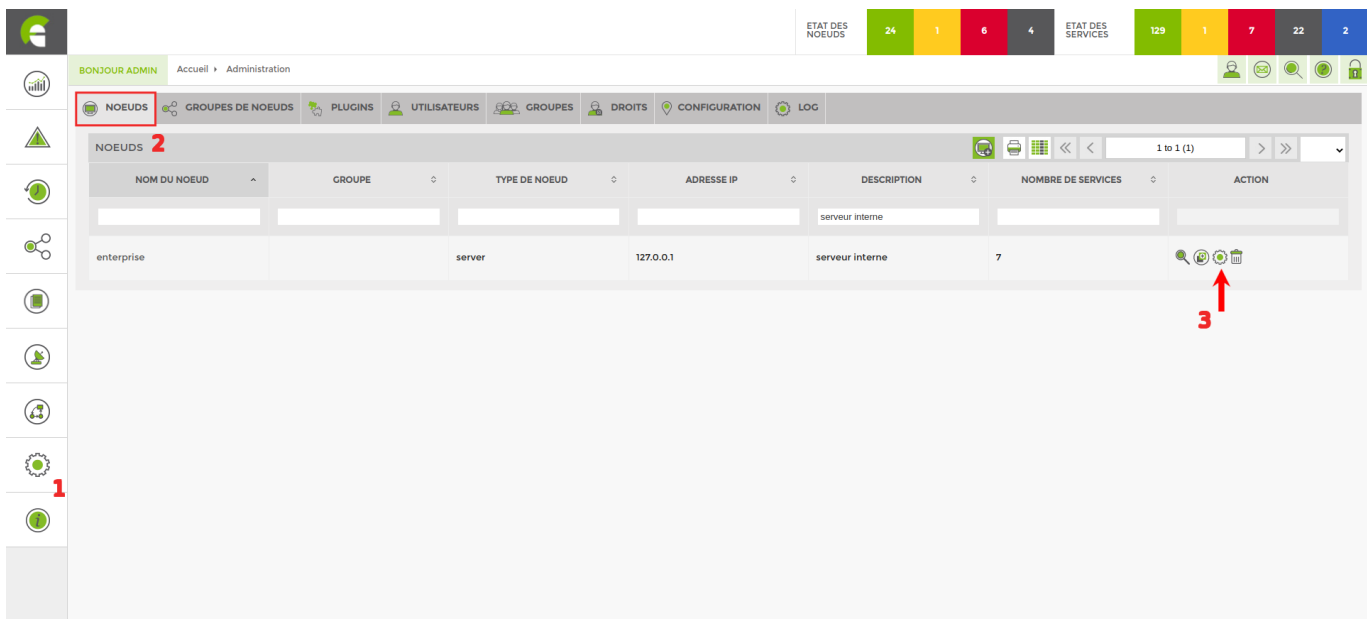 ETAT DES NOEUDS 24 1 6 4 ETAT DES SERVICES 129 1 7 22 2
BONJOUR ADMIN Accueil Administration
NOEUDS GROUPES DE NOEUDS PLUGINS UTILISATEURS GROUPES DROITS CONFIGURATION LOG
NOEUDS 2 1 to 1 (1)
NOM DU NOEUD GROUPE TYPE DE NOEUD ADRESSE IP DESCRIPTION NOMBRE DE SERVICES ACTION
serveur interne
enterprise server 127.0.0.1 serveur interne 7
3
1